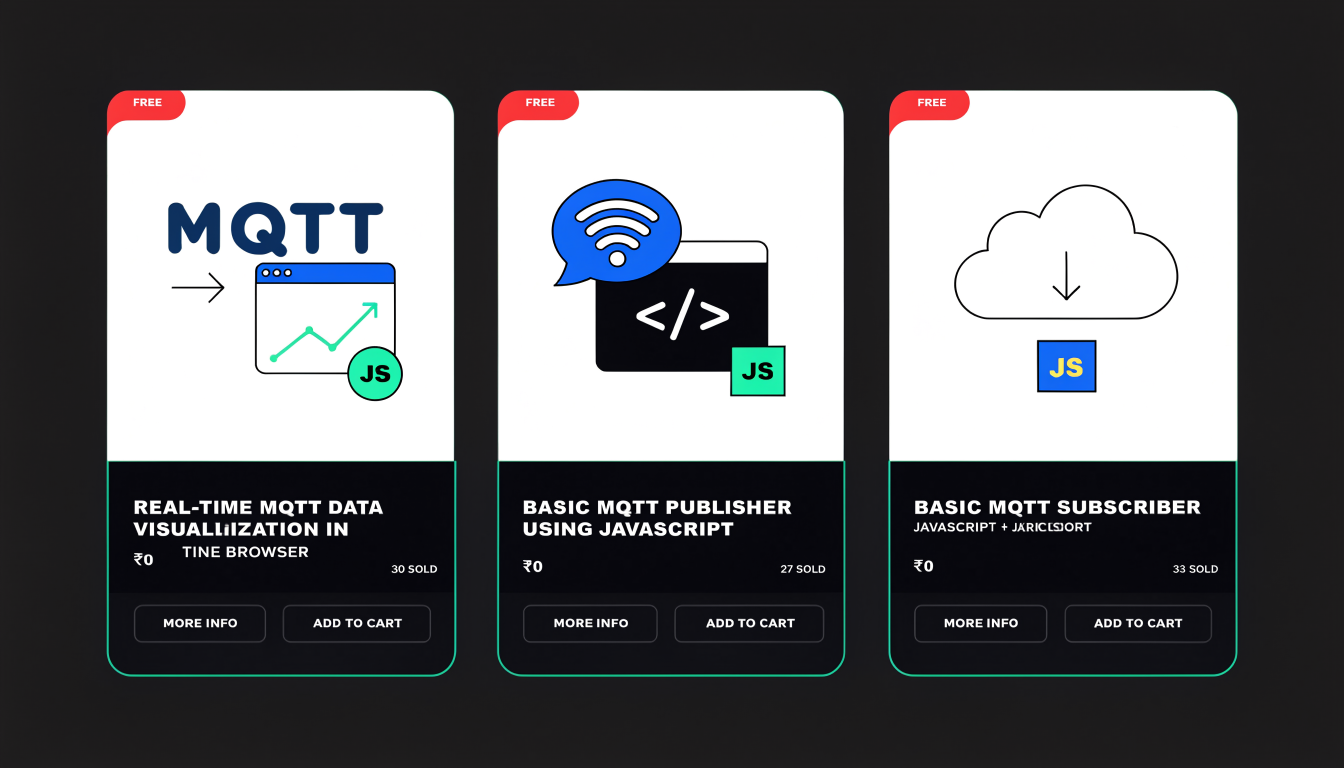 FREE
MQTT
JS
REAL-TIME MQTT DATA
IN
TINE BROWSER
₹0
30 SOLD
MORE INFO
ADD TO CART
FREE
</>
JS
BASIC MQTT PUBLISHER
USING JAVASCRIPT
₹0
27 SOLD
MORE INFO
ADD TO CART
FREE
JS
BASIC MQTT SUBSCRIBER
JAVASCRIPT +
₹0
33 SOLD
MORE INFO
ADD TO CART